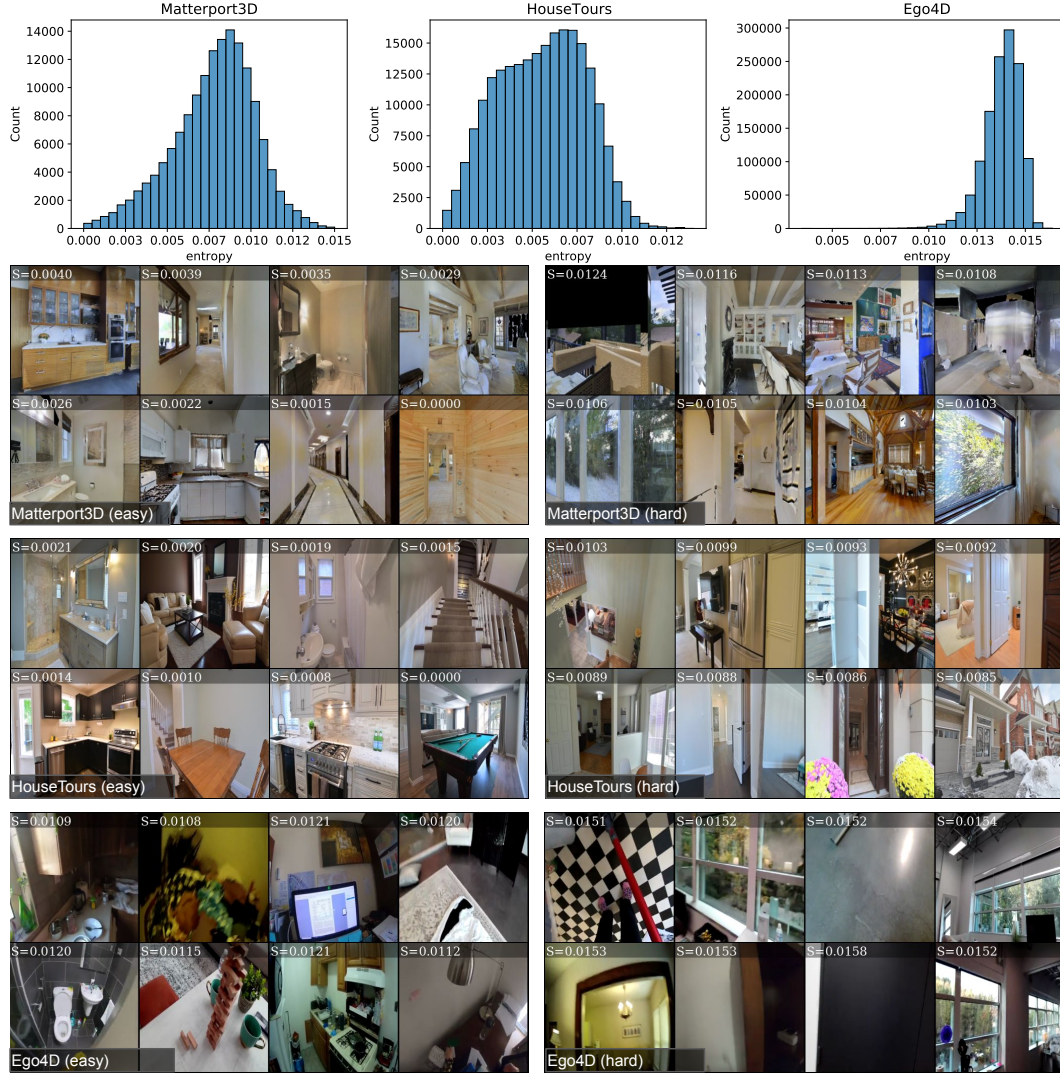 Matterport3D
HouseTours
Ego4D
14000
12000
10000
8000
6000
4000
2000
0
Count
0.000 0.003 0.005 0.007 0.010 0.012 0.015
entropy
15000
12500
10000
7500
5000
2500
0
Count
0.000 0.003 0.005 0.007 0.010 0.012
entropy
300000
250000
200000
150000
100000
50000
0
Count
0.005 0.007 0.010 0.013 0.015
entropy
S=0.0040 S=0.0039 S=0.0035 S=0.0029
S=0.0026 S=0.0022 S=0.0015 S=0.0000
Matterport3D (easy)
S=0.0124 S=0.0116 S=0.0113 S=0.0108
S=0.0106 S=0.0105 S=0.0104 S=0.0103
Matterport3D (hard)
S=0.0021 S=0.0020 S=0.0019 S=0.0015
S=0.0014 S=0.0010 S=0.0008 S=0.0000
HouseTours (easy)
S=0.0103 S=0.0099 S=0.0093 S=0.0092
S=0.0089 S=0.0088 S=0.0086 S=0.0085
HouseTours (hard)
S=0.0109 S=0.0108 S=0.0121 S=0.0120
S=0.0120 S=0.0115 S=0.0121 S=0.0112
Ego4D (easy)
S=0.0151 S=0.0152 S=0.0152 S=0.0154
S=0.0153 S=0.0153 S=0.0158 S=0.0152
Ego4D (hard)